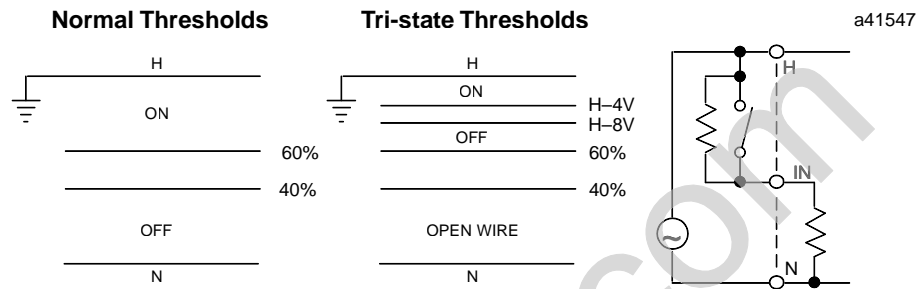 Normal Thresholds
Tri-state Thresholds
a41547
H
ON
60%
40%
OFF
N
H
ON
H–4V
H–8V
OFF
60%
40%
OPEN WIRE
N
H
IN
~
N
com